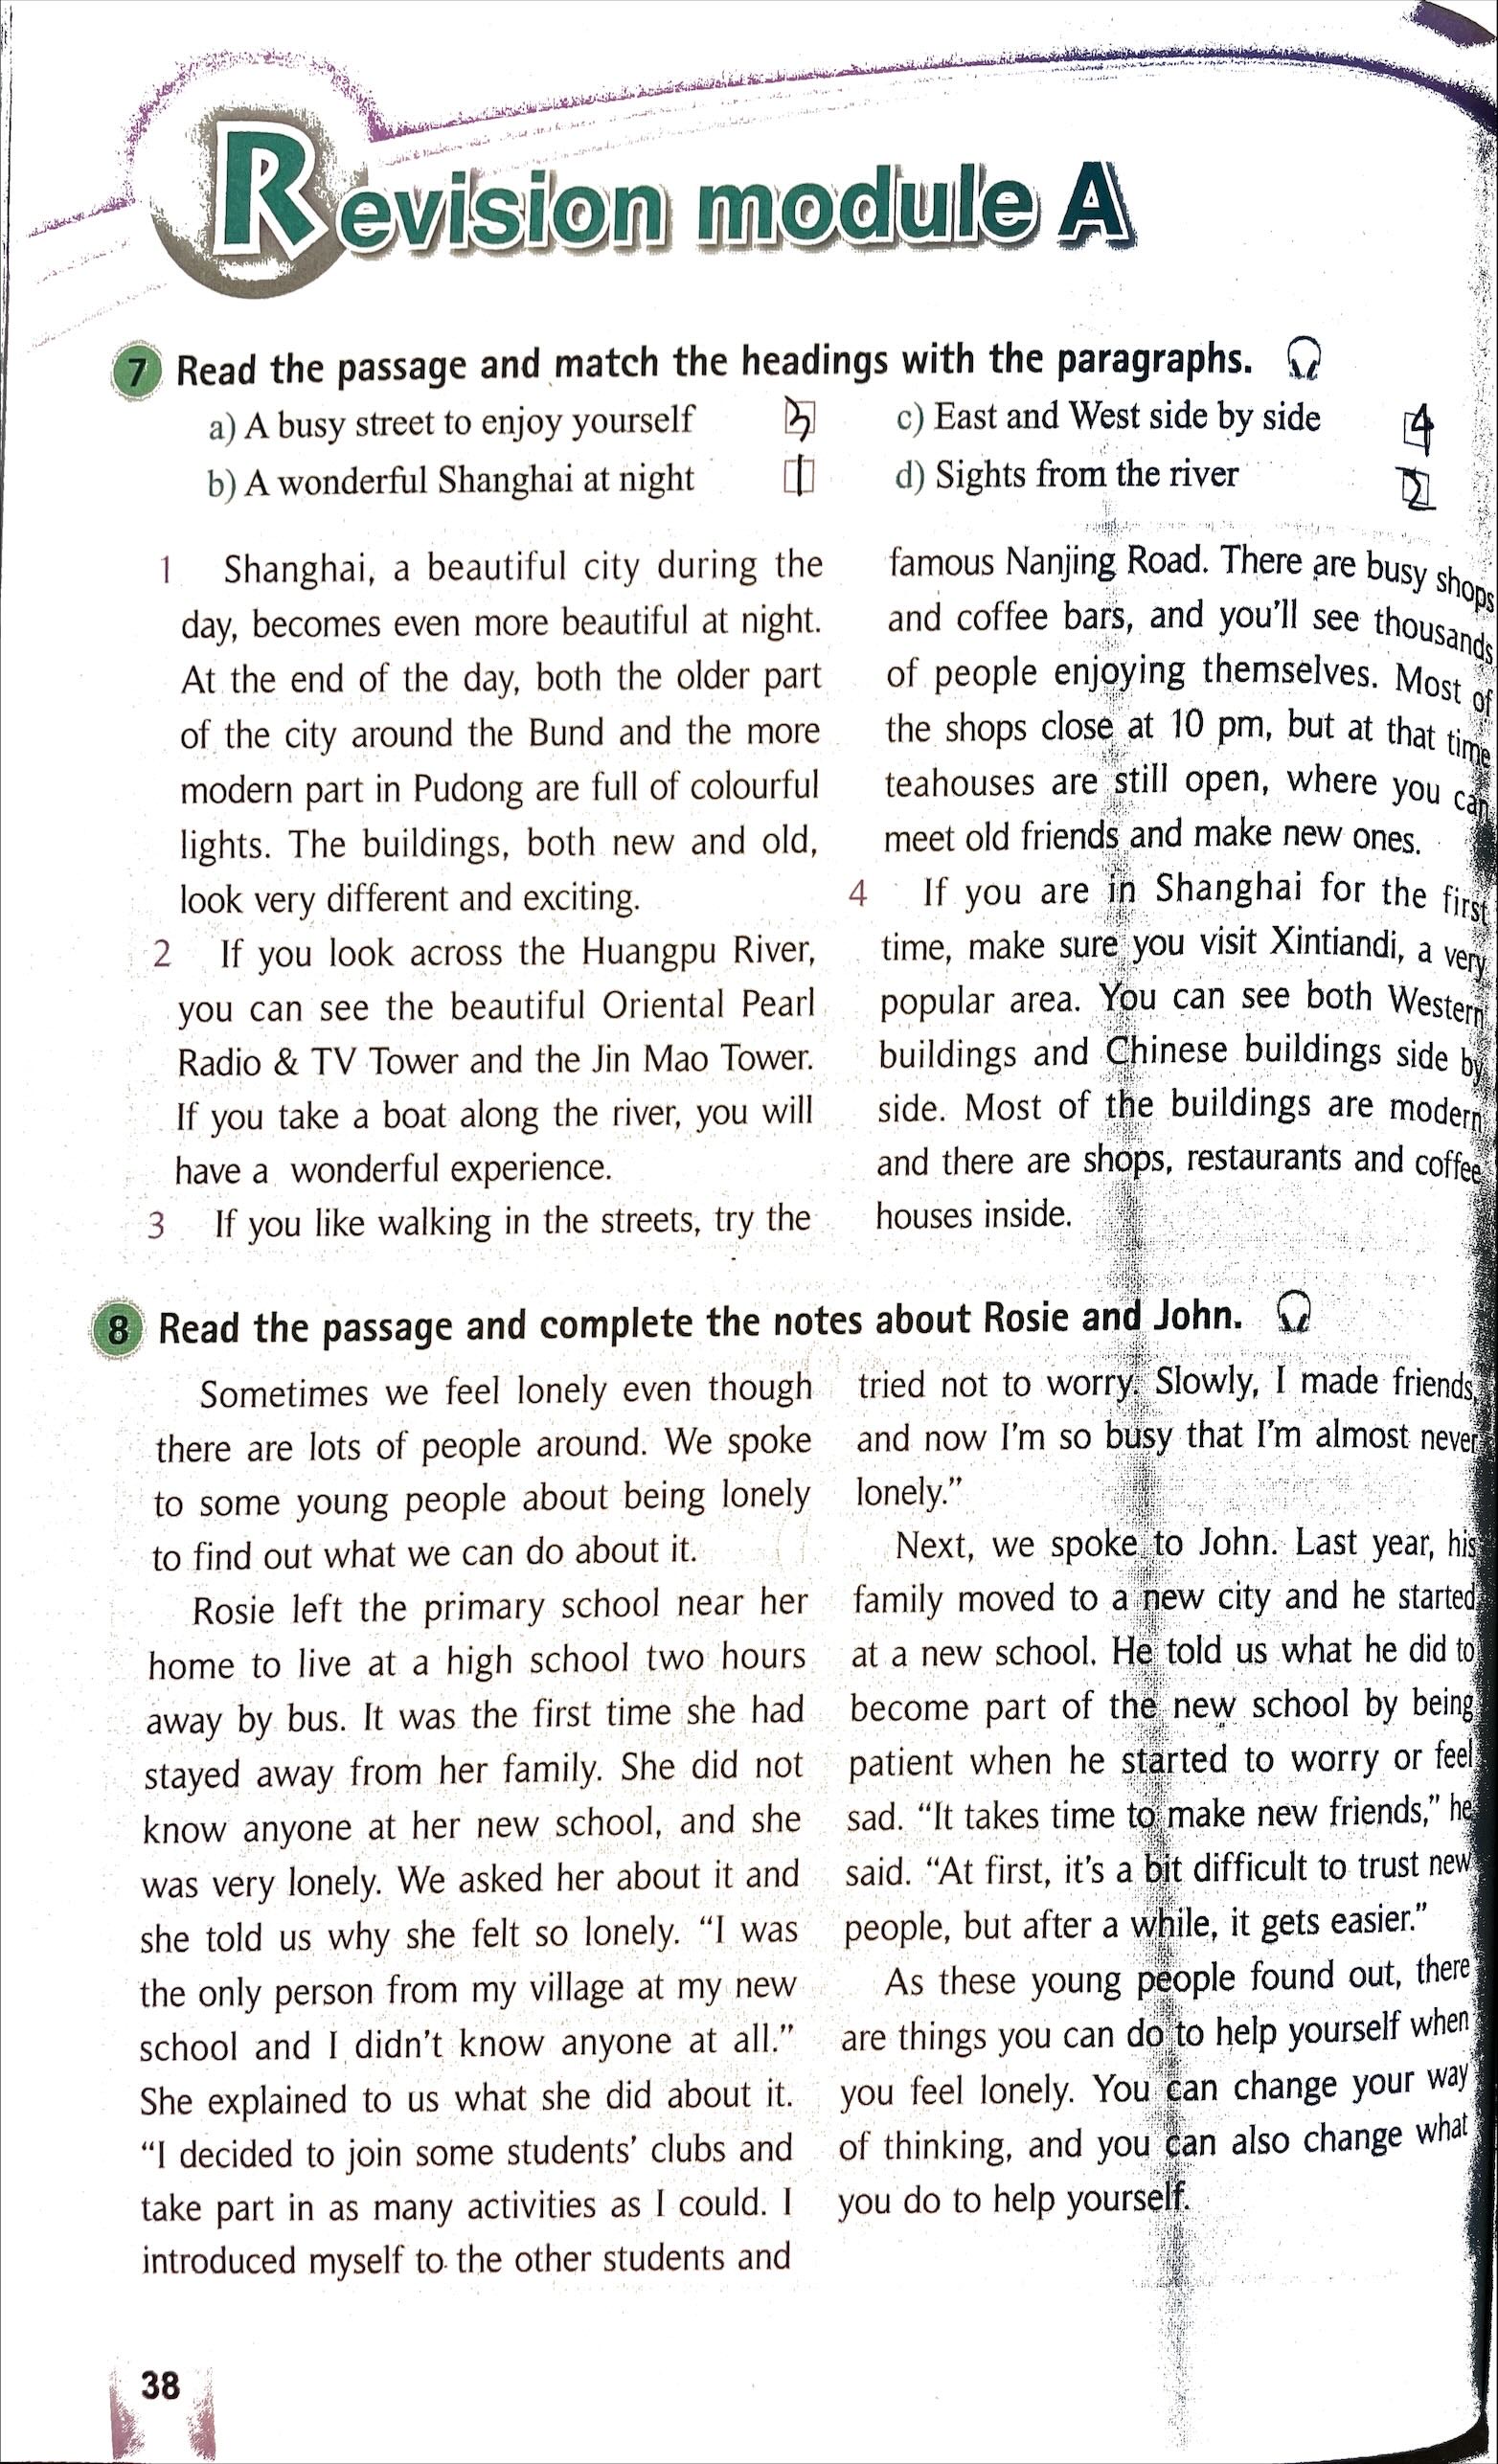 Revision module A
7 Read the passage and match the headings with the paragraphs.
a) A busy street to enjoy yourself 3
b) A wonderful Shanghai at night 1
c) East and West side by side 4
d) Sights from the river 2
1 Shanghai, a beautiful city during the
day, becomes even more beautiful at night.
At the end of the day, both the older part
of the city around the Bund and the more
modern part in Pudong are full of colourful
lights. The buildings, both new and old,
look very different and exciting.
2 If you look across the Huangpu River,
you can see the beautiful Oriental Pearl
Radio & TV Tower and the Jin Mao Tower.
If you take a boat along the river, you will
have a wonderful experience.
3 If you like walking in the streets, try the
famous Nanjing Road. There are busy shops
and coffee bars, and you'll see thousands
of people enjoying themselves. Most of
the shops close at 10 pm, but at that time
teahouses are still open, where you can
meet old friends and make new ones.
4 If you are in Shanghai for the first
time, make sure you visit Xintiandi, a very
popular area. You can see both Western
buildings and Chinese buildings side by
side. Most of the buildings are modern
and there are shops, restaurants and coffee
houses inside.
8 Read the passage and complete the notes about Rosie and John.
Sometimes we feel lonely even though
there are lots of people around. We spoke
to some young people about being lonely
to find out what we can do about it.
Rosie left the primary school near her
home to live at a high school two hours
away by bus. It was the first time she had
stayed away from her family. She did not
know anyone at her new school, and she
was very lonely. We asked her about it and
she told us why she felt so lonely. "I was
the only person from my village at my new
school and I didn't know anyone at all."
She explained to us what she did about it.
"I decided to join some students' clubs and
take part in as many activities as I could. I
introduced myself to the other students and
tried not to worry. Slowly, I made friends,
and now I'm so busy that I'm almost never
lonely."
Next, we spoke to John. Last year, his
family moved to a new city and he started
at a new school. He told us what he did to
become part of the new school by being
patient when he started to worry or feel
sad. "It takes time to make new friends," he
said. "At first, it's a bit difficult to trust new
people, but after a while, it gets easier."
As these young people found out, there
are things you can do to help yourself when
you feel lonely. You can change your way
of thinking, and you can also change what
you do to help yourself.
38